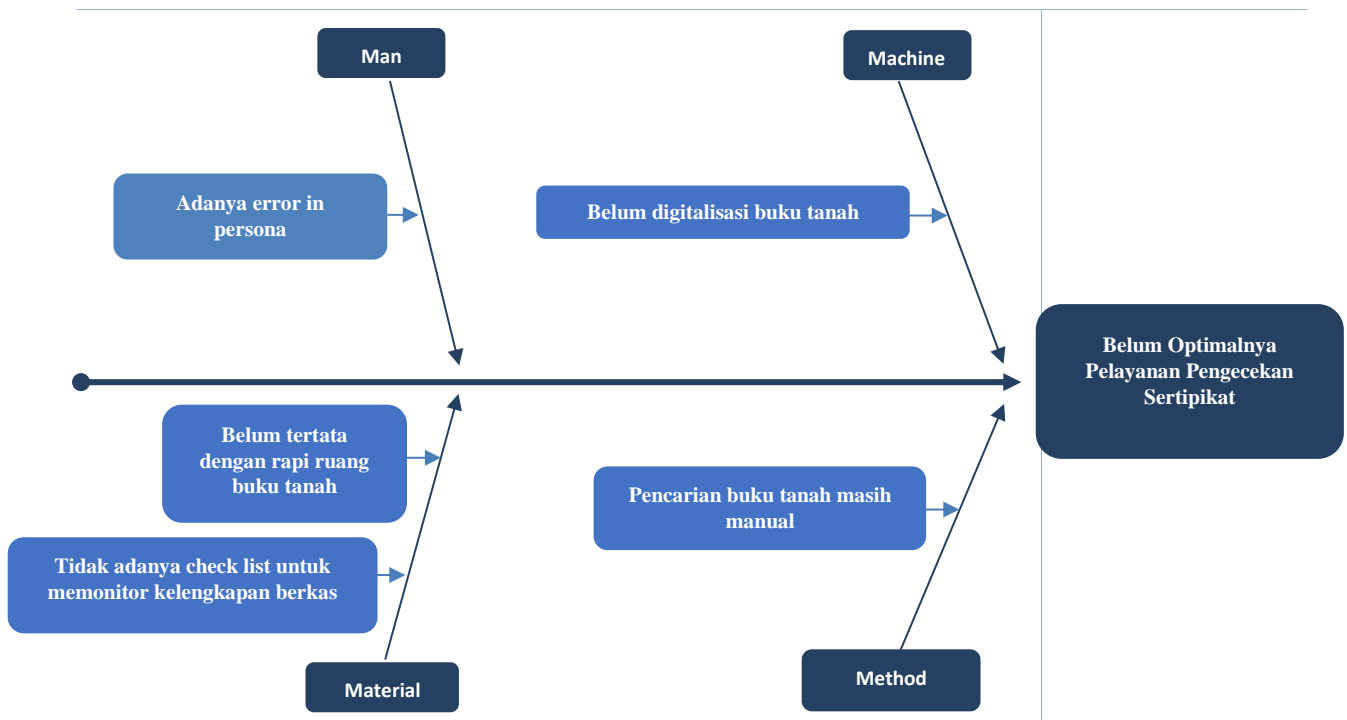 Man
Machine
Adanya error in
persona
Belum digitalisasi buku tanah
Belum Optimalnya
Pelayanan Pengecekan
Sertipikat
Belum tertata
dengan rapi ruang
buku tanah
Pencarian buku tanah masih
manual
Tidak adanya check list untuk
memonitor kelengkapan berkas
Material
Method